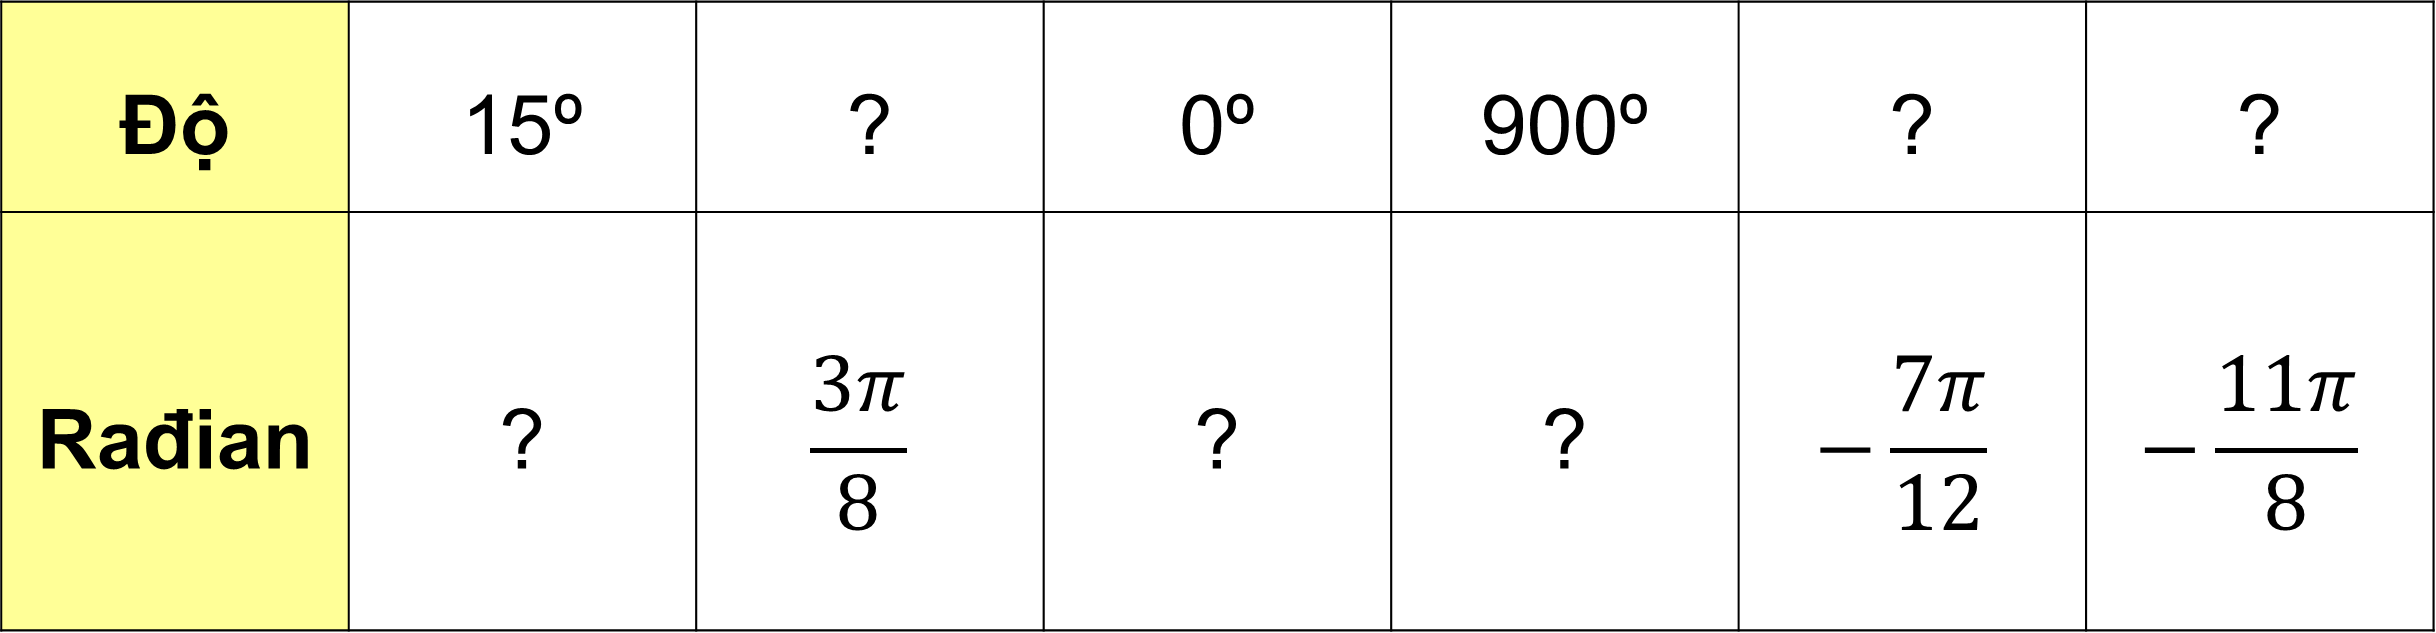 Độ 15º ? 0º 900º ? ?
Rađian ? 3π/8 ? ? −7π/12 −11π/8